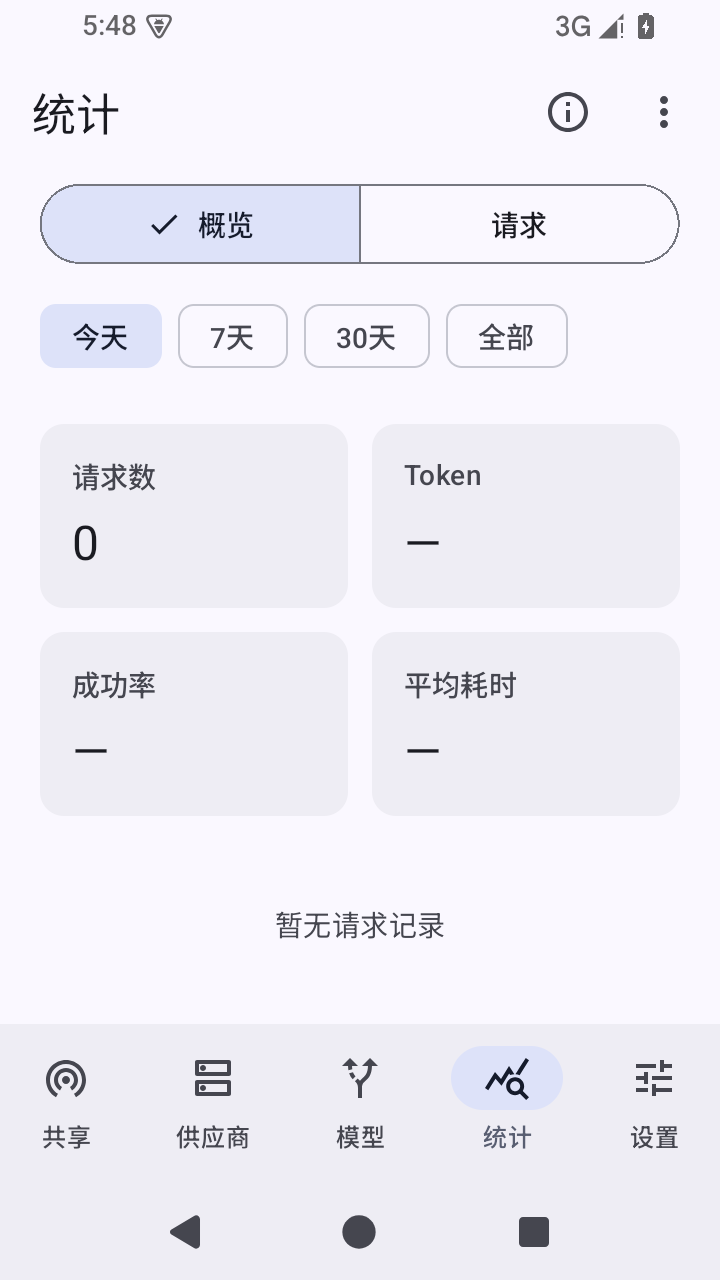 5:48
3G
统计
概览
请求
今天
7天
30天
全部
请求数
Token
0
—
成功率
平均耗时
—
—
暂无请求记录
共享
供应商
模型
统计
设置